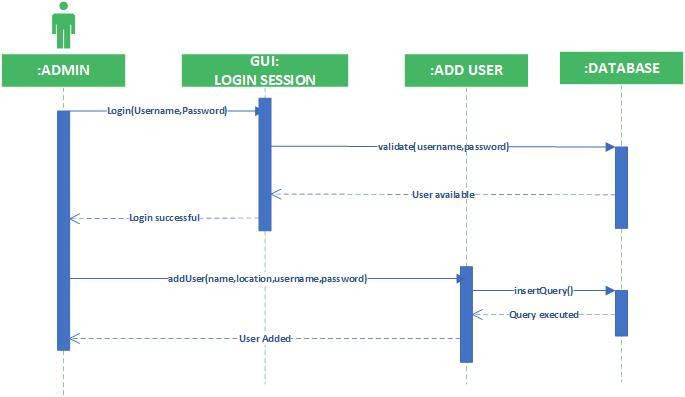 :ADMIN
GUI:
LOGIN SESSION
:ADD USER
:DATABASE
Login(Username,Password)
validate(username,password)
User available
Login successful
addUser(name,location,username,password)
insertQuery()
Query executed
User Added